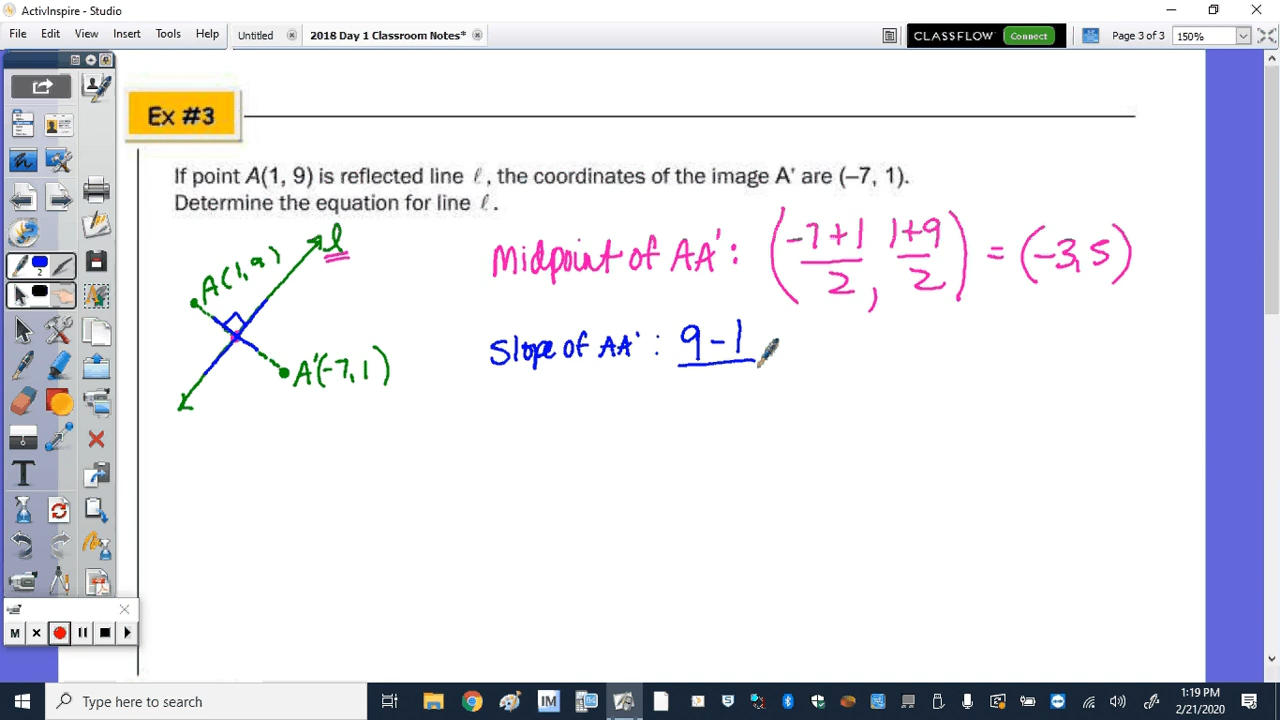 ActivInspire - Studio
File Edit View Insert Tools Help Untitled 2018 Day 1 Classroom Notes* CLASSFLOW Connect Page 3 of 3 150%
Ex #3
If point A(1, 9) is reflected line ℓ, the coordinates of the image A' are (–7, 1).
Determine the equation for line ℓ.
l
A(1,9)
A'(-7,1)
Midpoint of AA': (-7+1/2, 1+9/2) = (-3,5)
Slope of AA': 9-1
2
T
M
IM
Type here to search
1:19 PM
2/21/2020